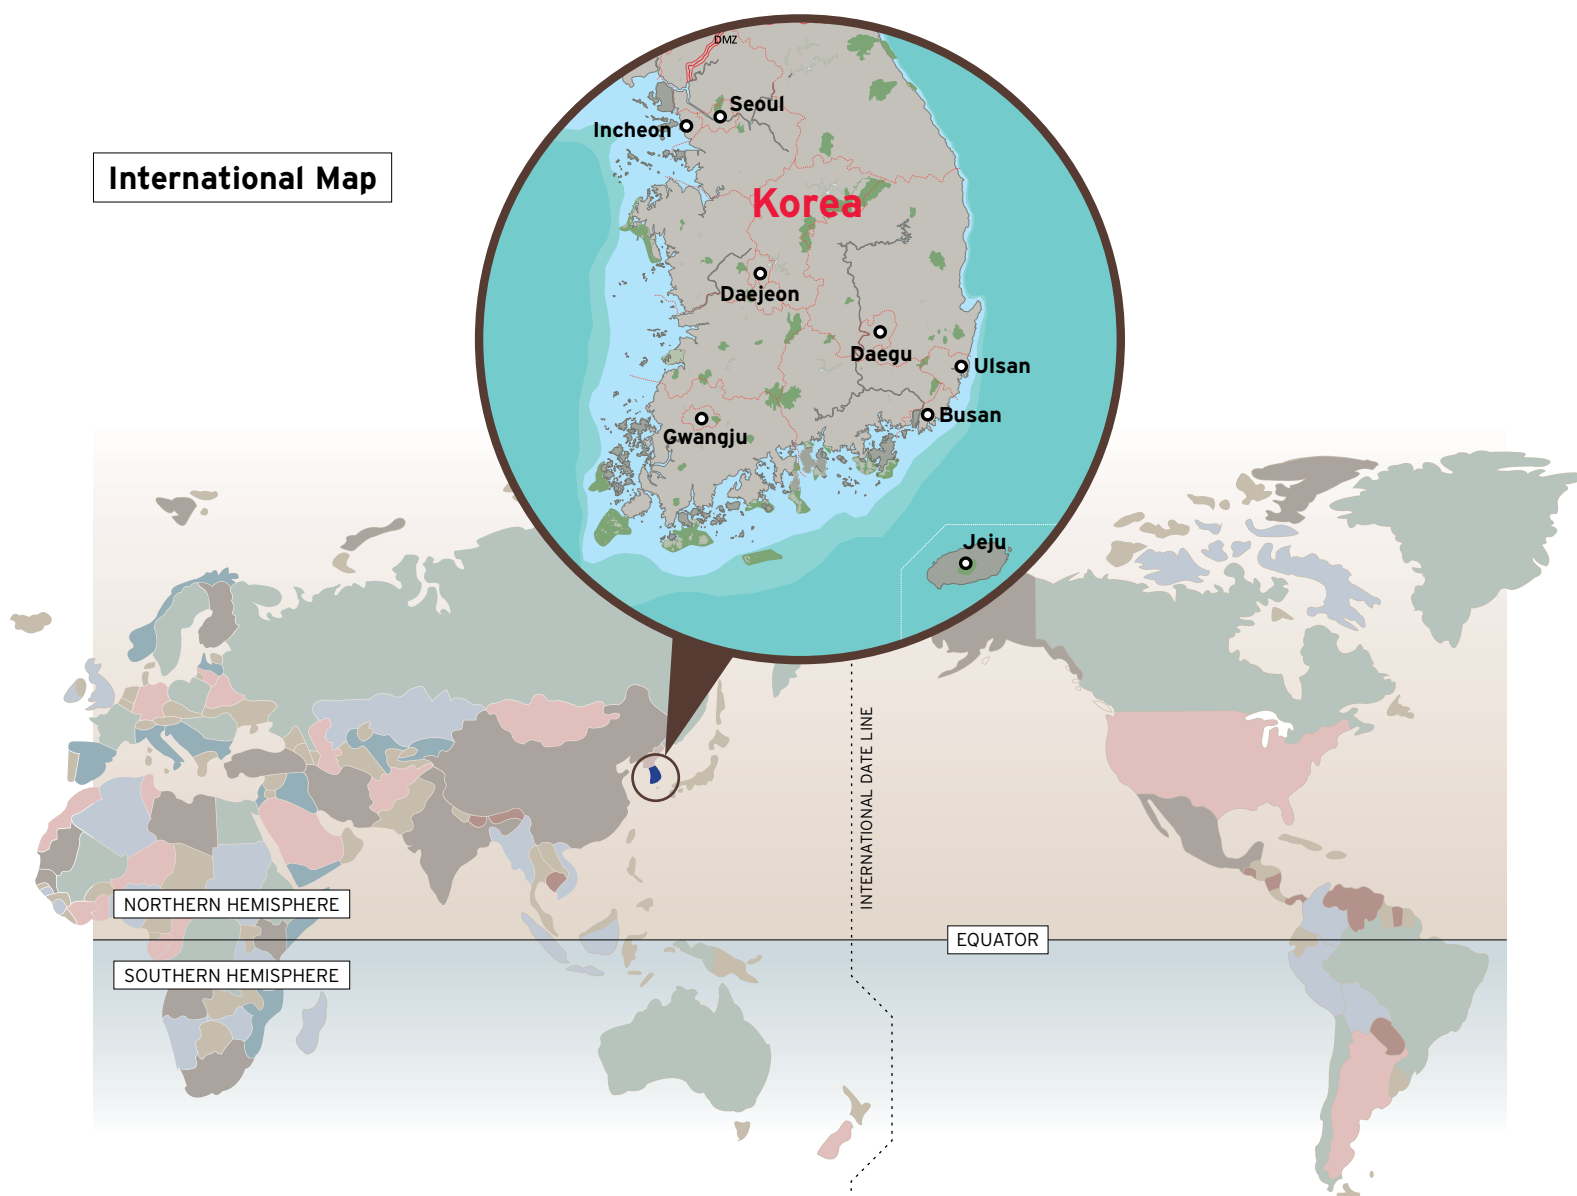 DMZ
Seoul
Incheon
International Map
Korea
Daejeon
Daegu
Ulsan
Busan
Gwangju
Jeju
INTERNATIONAL DATE LINE
NORTHERN HEMISPHERE
EQUATOR
SOUTHERN HEMISPHERE